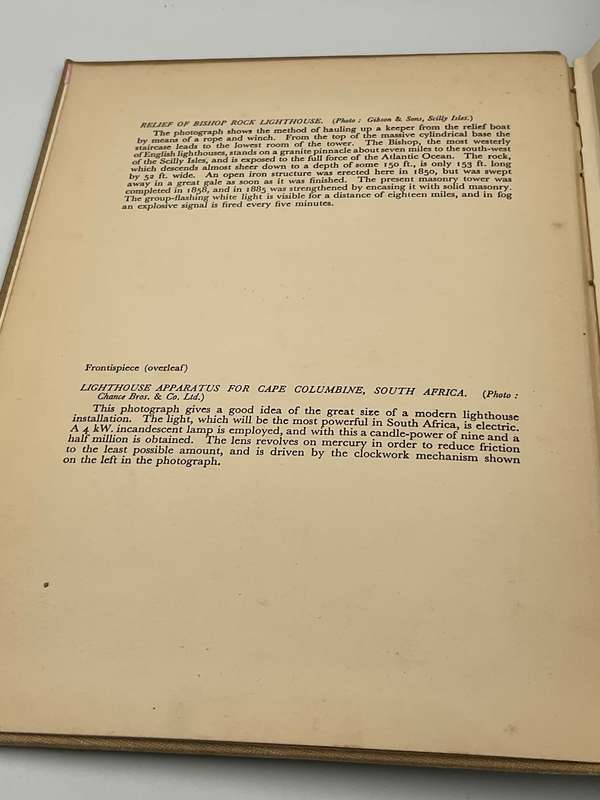 RELIEF OF BISHOP ROCK LIGHTHOUSE. (Photo : Gibson & Sons, Scilly Isles.)
The photograph shows the method of hauling up a keeper from the relief boat
by means of a rope and winch. From the top of the massive cylindrical base the
staircase leads to the lowest room of the tower. The Bishop, the most westerly
of English lighthouses, stands on a granite pinnacle about seven miles to the south-west
of the Scilly Isles, and is exposed to the full force of the Atlantic Ocean. The rock,
which descends almost sheer down to a depth of some 150 ft., is only 153 ft. long
by 52 ft. wide. An open iron structure was erected here in 1850, but was swept
away in a great gale as soon as it was finished. The present masonry tower was
completed in 1858, and in 1885 was strengthened by encasing it with solid masonry.
The group-flashing white light is visible for a distance of eighteen miles, and in fog
an explosive signal is fired every five minutes.
Frontispiece (overleaf)
LIGHTHOUSE APPARATUS FOR CAPE COLUMBINE, SOUTH AFRICA. (Photo :
Chance Bros. & Co. Ltd.)
This photograph gives a good idea of the great size of a modern lighthouse
installation. The light, which will be the most powerful in South Africa, is electric.
A 4 kW. incandescent lamp is employed, and with this a candle-power of nine and a
half million is obtained. The lens revolves on mercury in order to reduce friction
to the least possible amount, and is driven by the clockwork mechanism shown
on the left in the photograph.